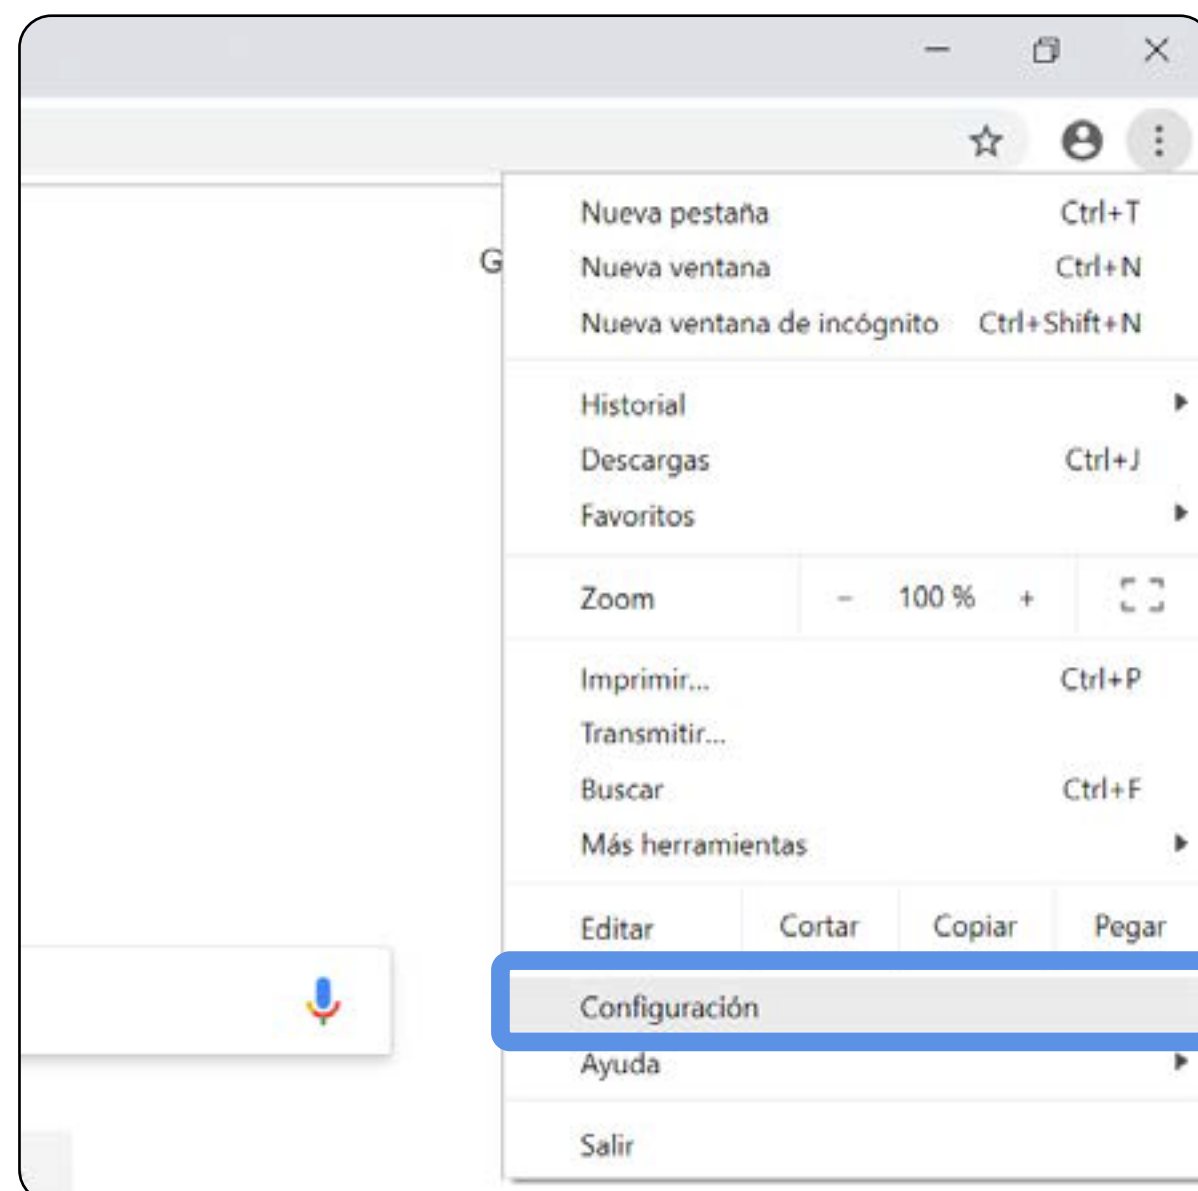 Nueva pestaña Ctrl+T
G
Nueva ventana Ctrl+N
Nueva ventana de incógnito Ctrl+Shift+N
Historial
Descargas Ctrl+J
Favoritos
Zoom - 100 % +
Imprimir... Ctrl+P
Transmitir...
Buscar Ctrl+F
Más herramientas
Editar Cortar Copiar Pegar
Configuración
Ayuda
Salir